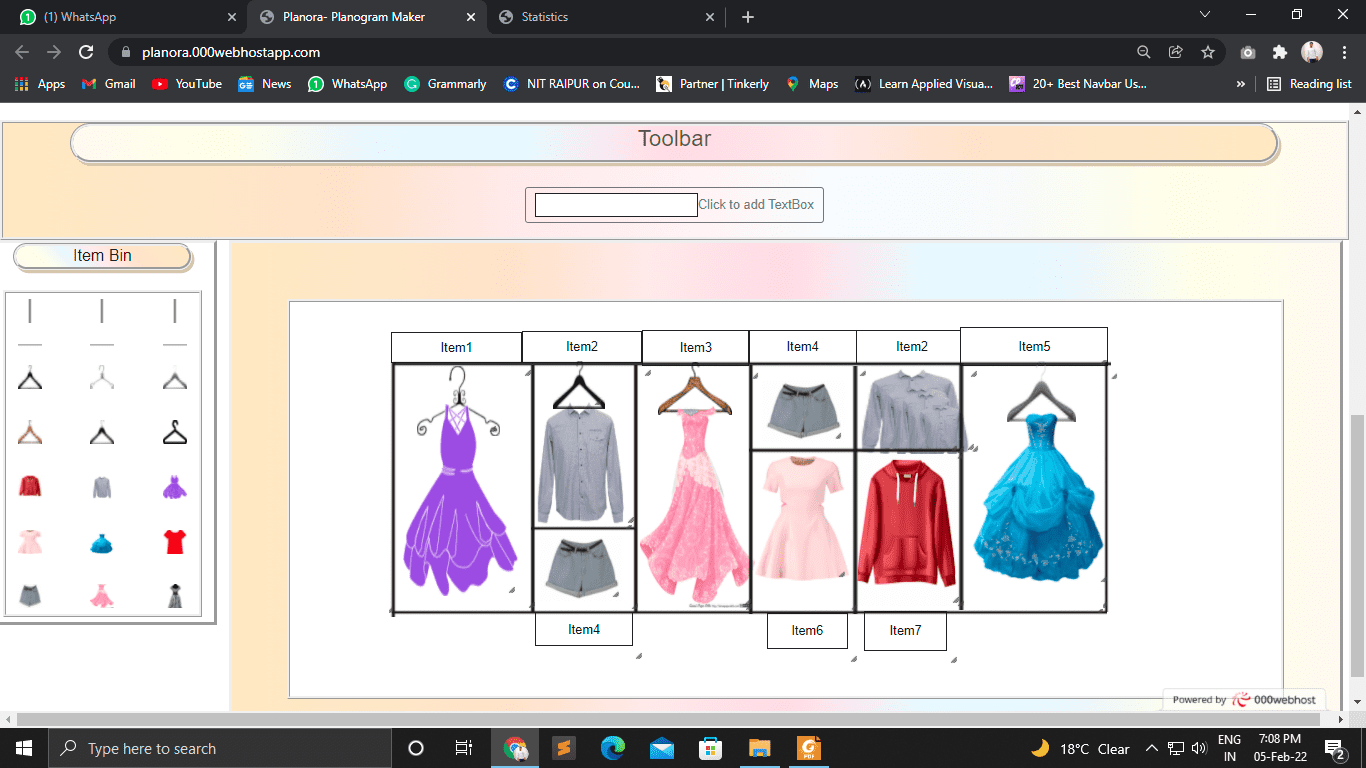 (1) WhatsApp
Planora- Planogram Maker
Statistics
planora.000webhostapp.com
Apps
Gmail
YouTube
News
WhatsApp
Grammarly
NIT RAIPUR on Cou...
Partner | Tinkerly
Maps
Learn Applied Visua...
20+ Best Navbar Us...
»
Reading list
Toolbar
Click to add TextBox
Item Bin
Item1
Item2
Item3
Item4
Item2
Item5
Item4
Item6
Item7
Powered by 000webhost
Type here to search
18°C Clear
ENG
IN
7:08 PM
05-Feb-22
2